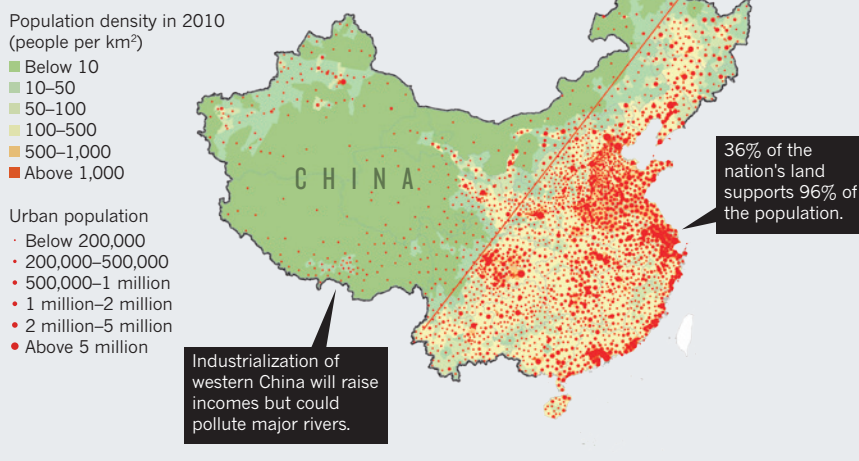 Population density in 2010
(people per km²)
Below 10
10–50
50–100
100–500
500–1,000
Above 1,000
Urban population
Below 200,000
200,000–500,000
500,000–1 million
1 million–2 million
2 million–5 million
Above 5 million
CHINA
36% of the
nation's land
supports 96% of
the population.
Industrialization of
western China will raise
incomes but could
pollute major rivers.